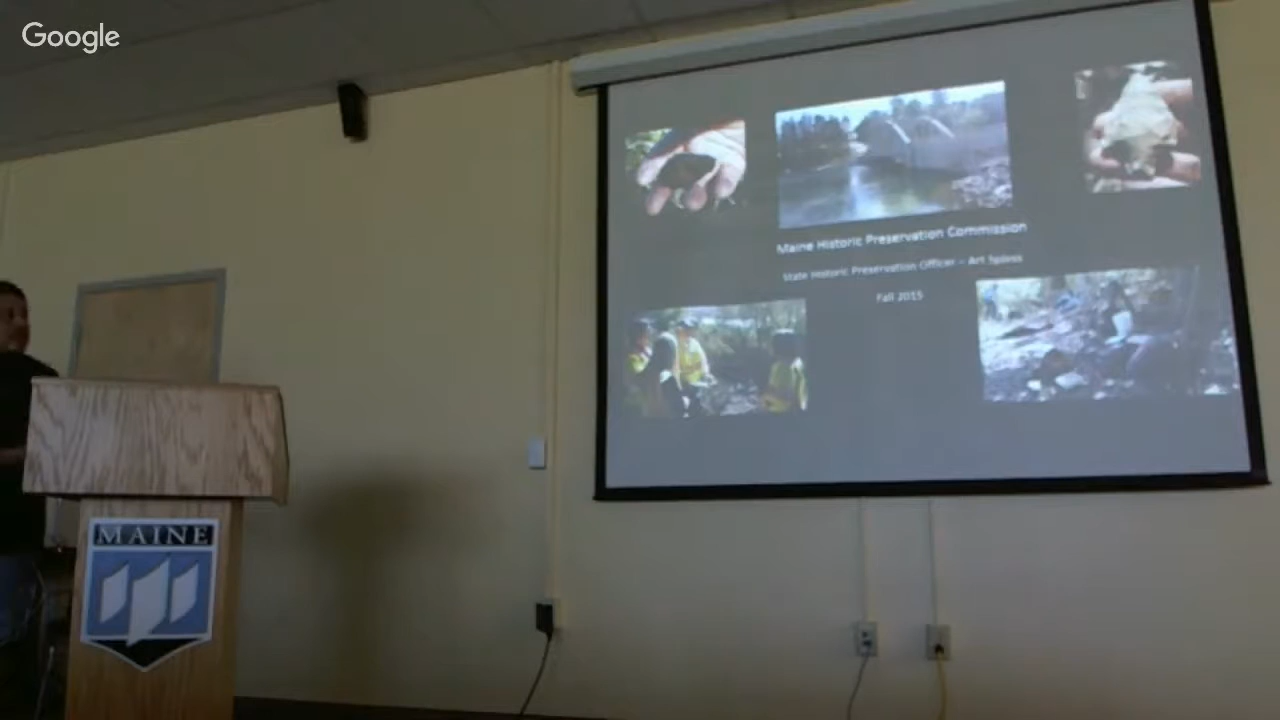 Google
Maine Historic Preservation Commission
State Historic Preservation Officer – Art Spiess
Fall 2015
MAINE